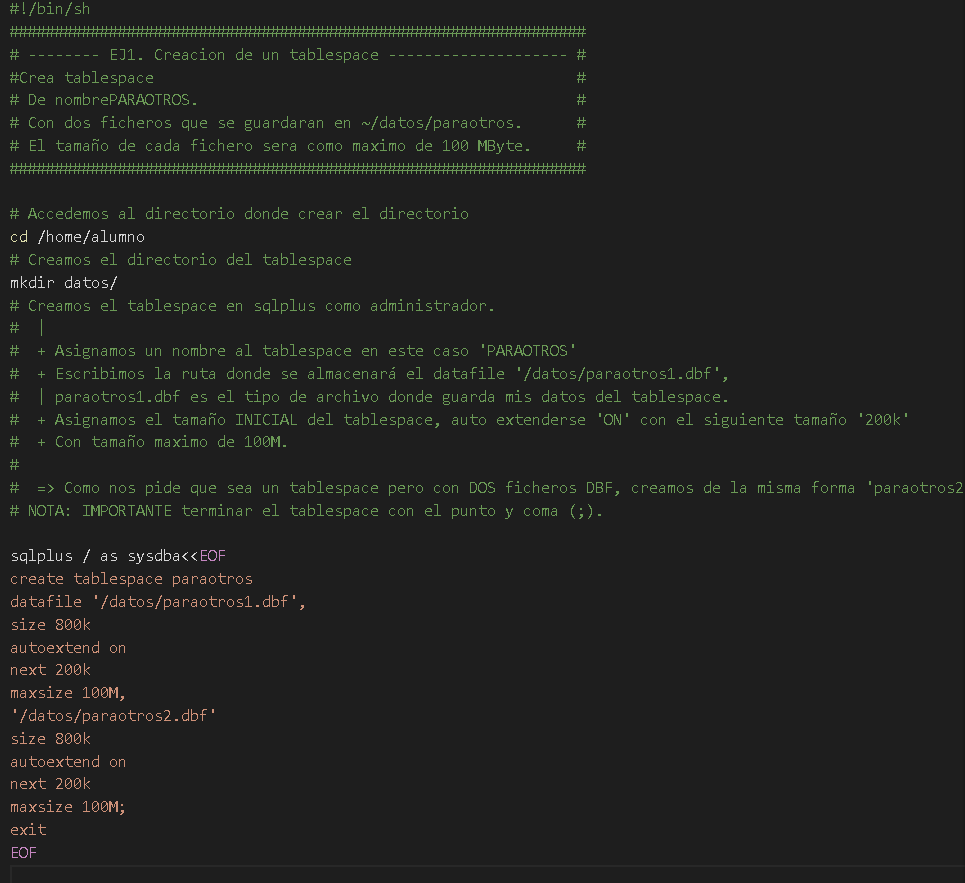 #!/bin/sh
################################################################
# -------- EJ1. Creacion de un tablespace -------------------- #
#Crea tablespace                                               #
# De nombrePARAOTROS.                                          #
# Con dos ficheros que se guardaran en ~/datos/paraotros.      #
# El tamaño de cada fichero sera como maximo de 100 MByte.     #
################################################################
# Accedemos al directorio donde crear el directorio
cd /home/alumno
# Creamos el directorio del tablespace
mkdir datos/
# Creamos el tablespace en sqlplus como administrador.
#  |
#  + Asignamos un nombre al tablespace en este caso 'PARAOTROS'
#  + Escribimos la ruta donde se almacenará el datafile '/datos/paraotros1.dbf',
#  | paraotros1.dbf es el tipo de archivo donde guarda mis datos del tablespace.
#  + Asignamos el tamaño INICIAL del tablespace, auto extenderse 'ON' con el siguiente tamaño '200k'
#  + Con tamaño maximo de 100M.
#
#  => Como nos pide que sea un tablespace pero con DOS ficheros DBF, creamos de la misma forma 'paraotros2
# NOTA: IMPORTANTE terminar el tablespace con el punto y coma (;).
sqlplus / as sysdba<<EOF
create tablespace paraotros
datafile '/datos/paraotros1.dbf',
size 800k
autoextend on
next 200k
maxsize 100M,
'/datos/paraotros2.dbf'
size 800k
autoextend on
next 200k
maxsize 100M;
exit
EOF